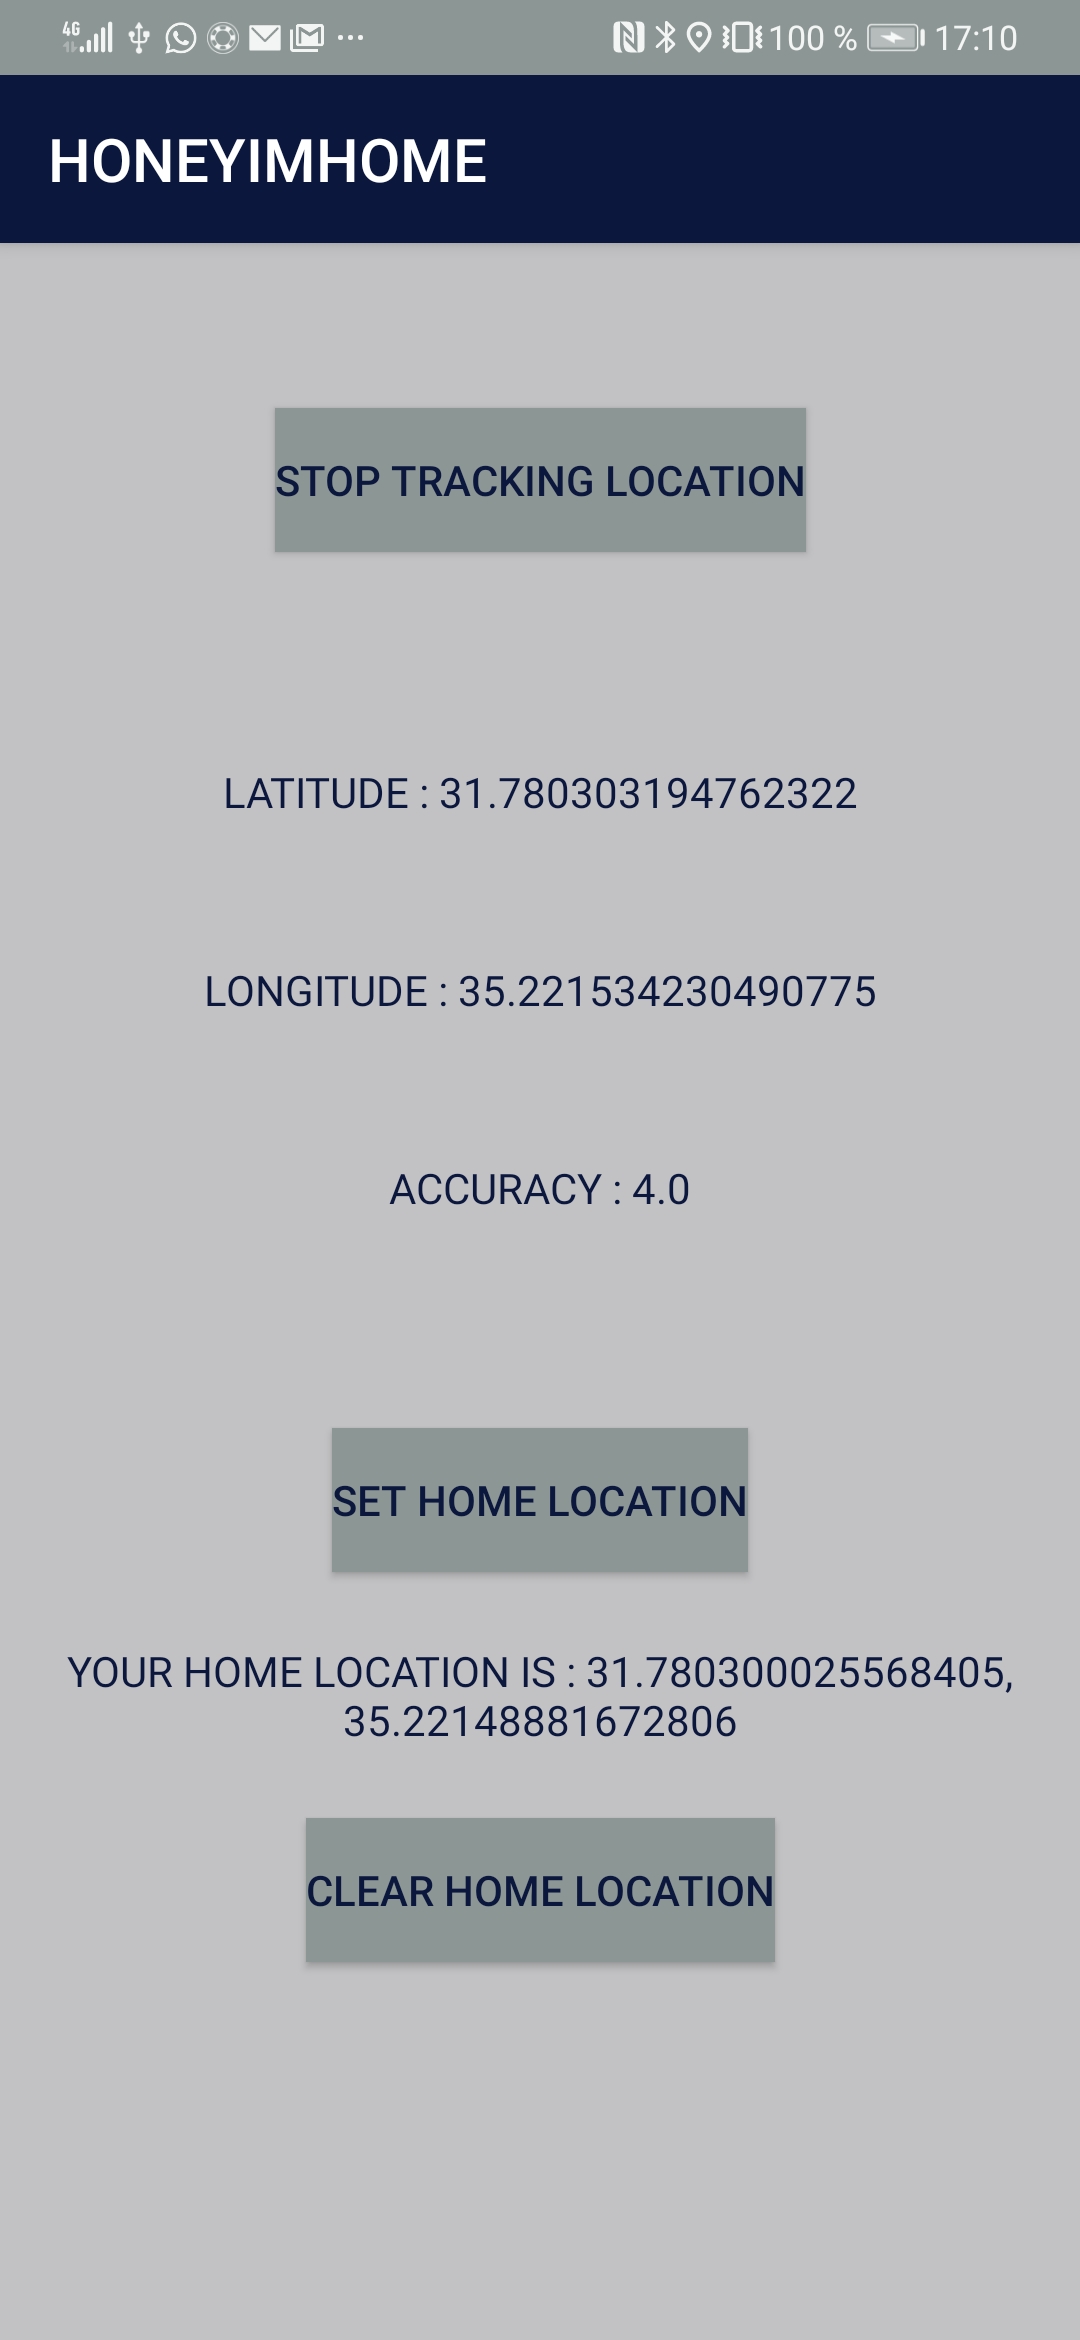 4G 100 % 17:10
HONEYIMHOME
STOP TRACKING LOCATION
LATITUDE : 31.780303194762322
LONGITUDE : 35.221534230490775
ACCURACY : 4.0
SET HOME LOCATION
YOUR HOME LOCATION IS : 31.780300025568405,
35.22148881672806
CLEAR HOME LOCATION